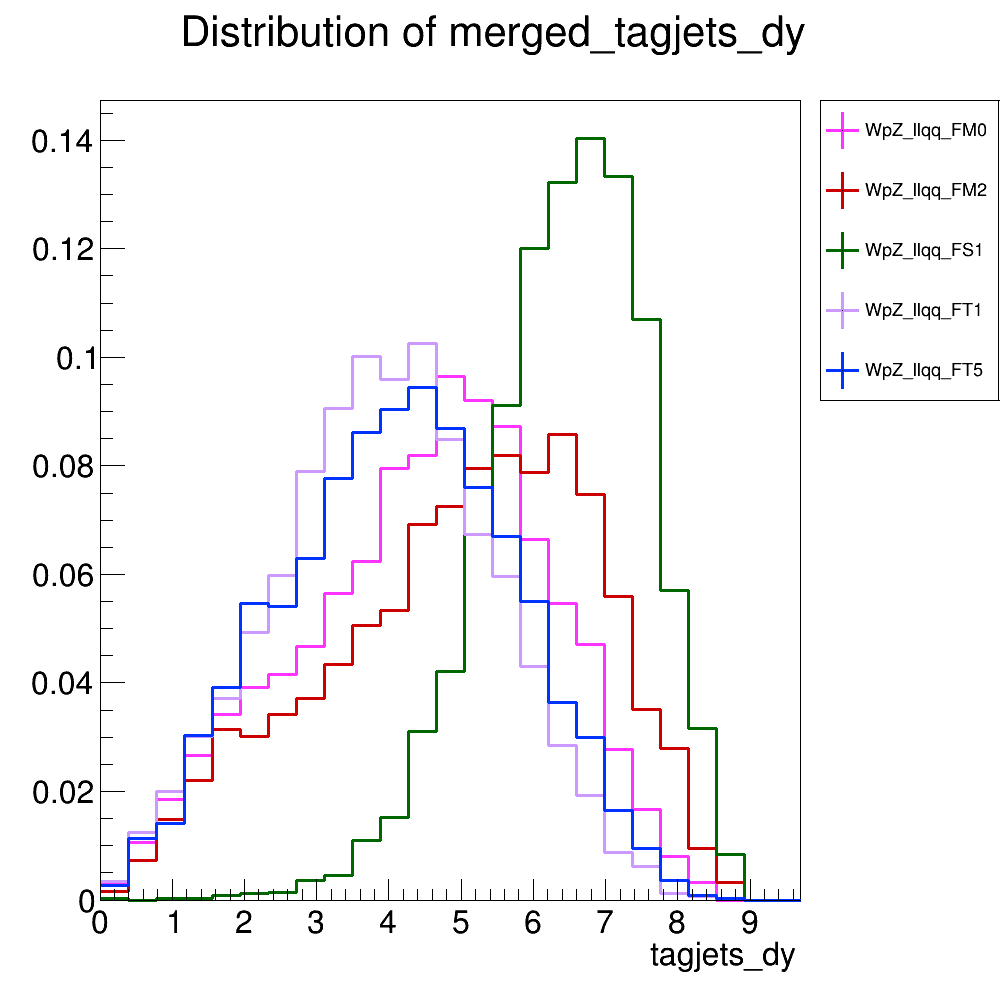 Distribution of merged_tagjets_dy
0.14
0.12
0.1
0.08
0.06
0.04
0.02
0
0 1 2 3 4 5 6 7 8 9
tagjets_dy
WpZ_llqq_FM0
WpZ_llqq_FM2
WpZ_llqq_FS1
WpZ_llqq_FT1
WpZ_llqq_FT5